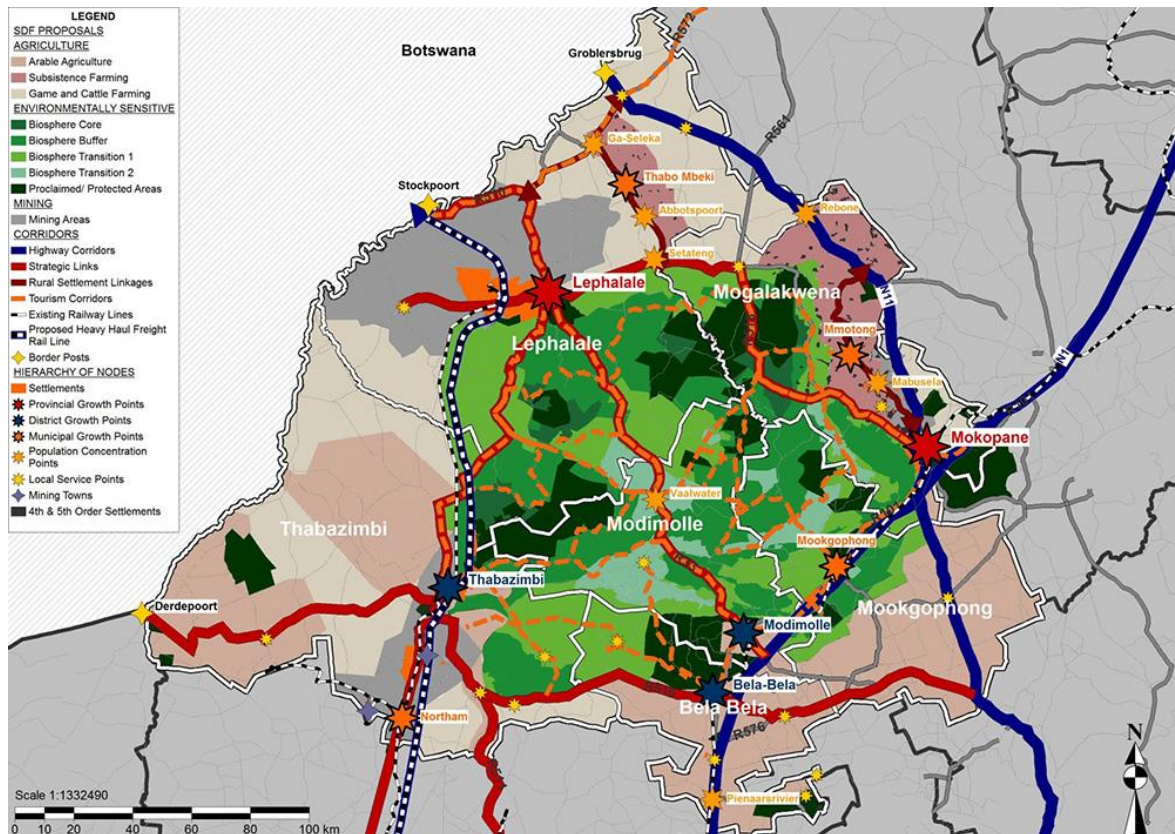 LEGEND
SDF PROPOSALS
AGRICULTURE
Arable Agriculture
Subsistence Farming
Game and Cattle Farming
ENVIRONMENTALLY SENSITIVE
Biosphere Core
Biosphere Buffer
Biosphere Transition 1
Biosphere Transition 2
Proclaimed/ Protected Areas
MINING
Mining Areas
CORRIDORS
Highway Corridors
Strategic Links
Rural Settlement Linkages
Tourism Corridors
Existing Railway Lines
Proposed Heavy Haul Freight
Rail Line
Border Posts
HIERARCHY OF NODES
Settlements
Provincial Growth Points
District Growth Points
Municipal Growth Points
Population Concentration
Points
Local Service Points
Mining Towns
4th & 5th Order Settlements
Botswana
Groblersbrug
R572
R561
Ga-Seleka
Stockpoort
Thabo Mbeki
Abbotspoort
Rebone
Setateng
Lephalale
Mogalakwena
N11
Lephalale
Mmotong
N1
Mabusela
Mokopane
Vaalwater
Thabazimbi
Modimolle
Mookgophong
Thabazimbi
Derdepoort
Mookgophong
Modimolle
Bela-Bela
Bela Bela
Northam
R576
Pienaarsrivier
N
Scale 1:1332490
0 10 20 40 60 80 100 km